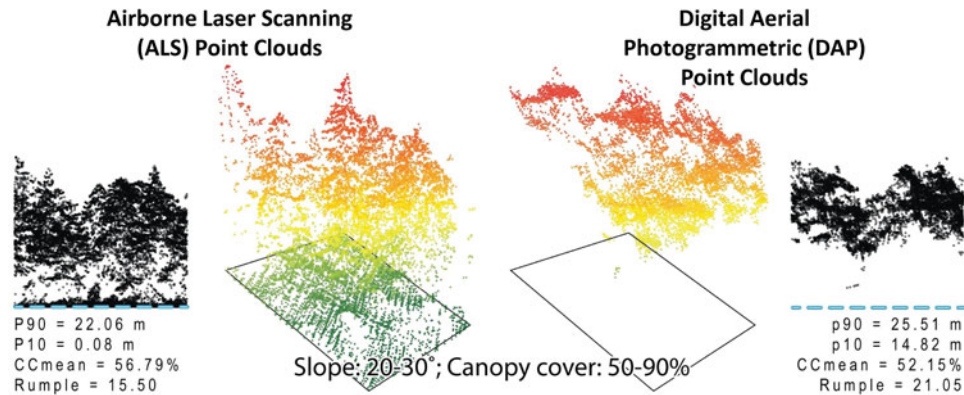 Airborne Laser Scanning
(ALS) Point Clouds
Digital Aerial
Photogrammetric (DAP)
Point Clouds
P90 = 22.06 m
P10 = 0.08 m
CCmean = 56.79%
Rumple = 15.50
p90 = 25.51 m
p10 = 14.82 m
CCmean = 52.15%
Rumple = 21.05
Slope: 20-30°; Canopy cover: 50-90%